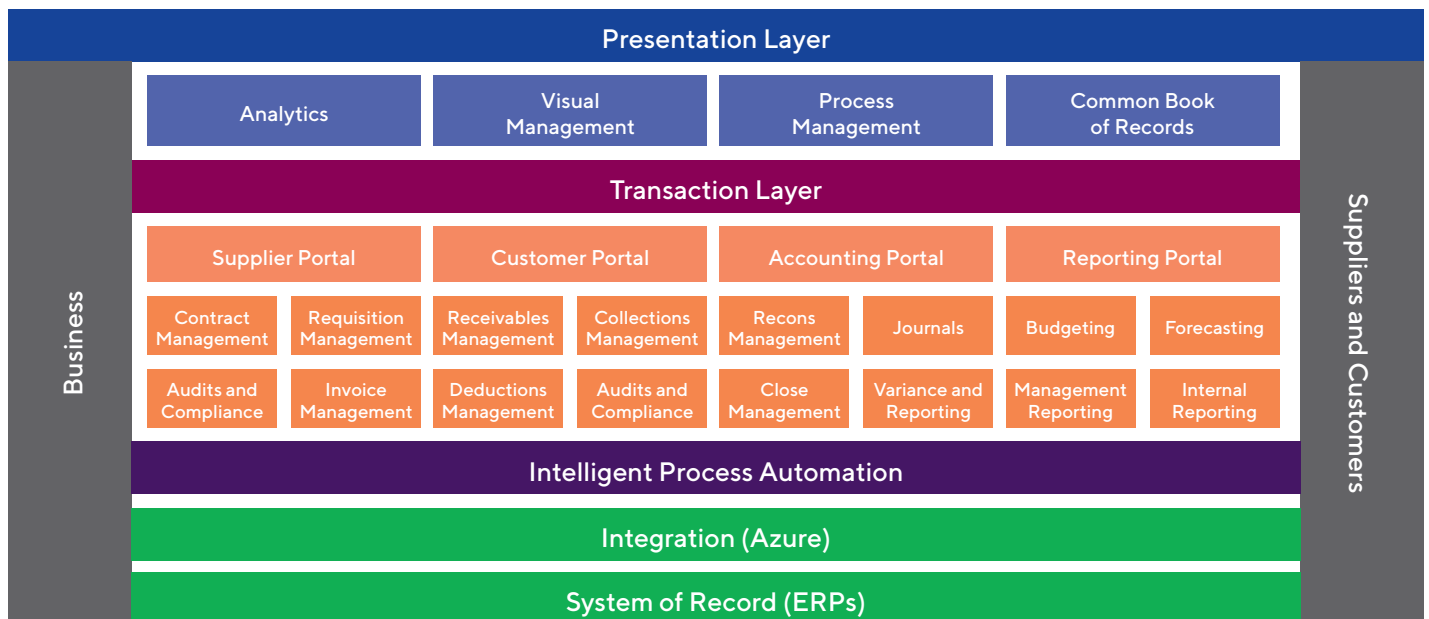 Presentation Layer
Analytics
Visual
Management
Process
Management
Common Book
of Records
Transaction Layer
Supplier Portal
Customer Portal
Accounting Portal
Reporting Portal
Contract
Management
Requisition
Management
Receivables
Management
Collections
Management
Recons
Management
Journals
Budgeting
Forecasting
Audits and
Compliance
Invoice
Management
Deductions
Management
Audits and
Compliance
Close
Management
Variance and
Reporting
Management
Reporting
Internal
Reporting
Intelligent Process Automation
Integration (Azure)
System of Record (ERPs)
Business
Suppliers and Customers